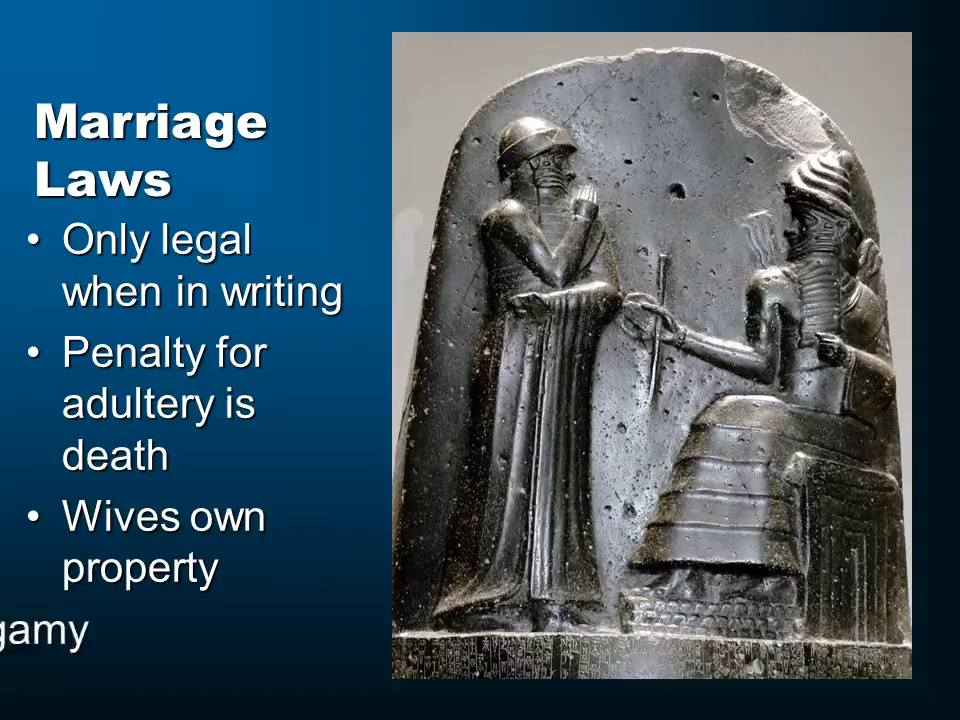 Marriage
Laws
• Only legal
when in writing
• Penalty for
adultery is
death
• Wives own
property
gamy